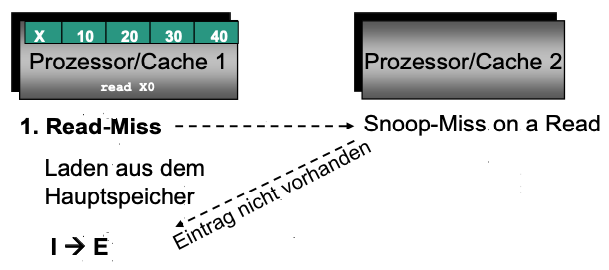 X 10 20 30 40
Prozessor/Cache 1
read X0
Prozessor/Cache 2
1. Read-Miss
Snoop-Miss on a Read
Laden aus dem
Hauptspeicher
Eintrag nicht vorhanden
I → E